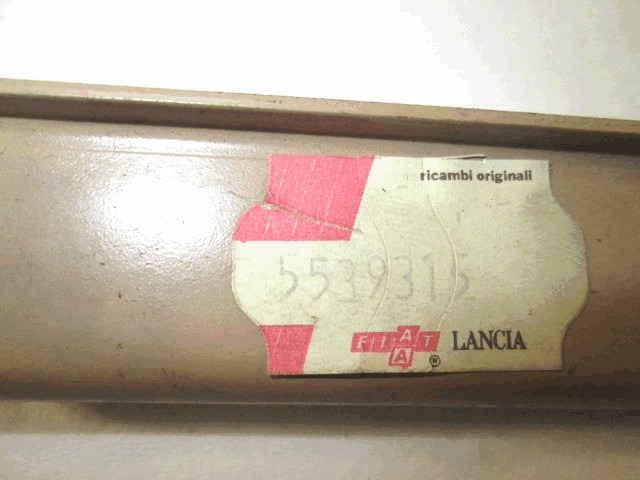 ricambi originali
5539315
FIAT
A
® LANCIA